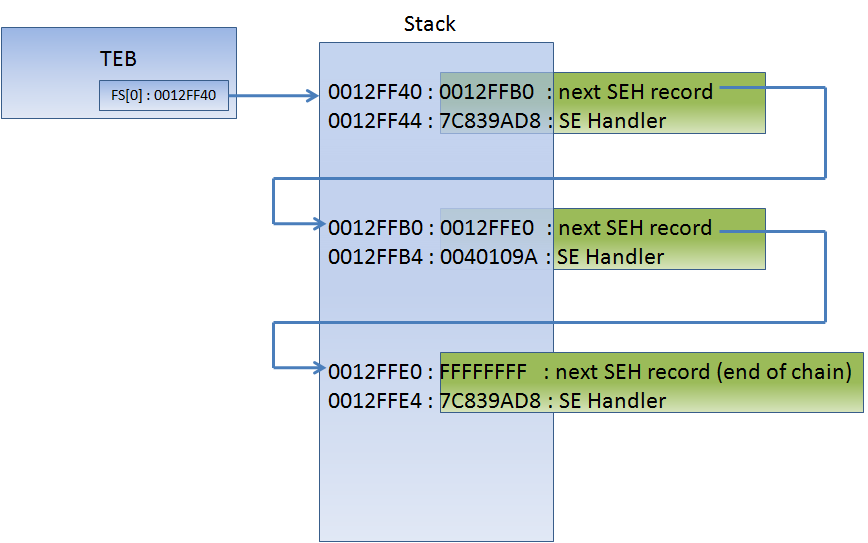 Stack
TEB
FS[0] : 0012FF40
0012FF40 : 0012FFB0 : next SEH record
0012FF44 : 7C839AD8 : SE Handler
0012FFB0 : 0012FFE0 : next SEH record
0012FFB4 : 0040109A : SE Handler
0012FFE0 : FFFFFFFF : next SEH record (end of chain)
0012FFE4 : 7C839AD8 : SE Handler